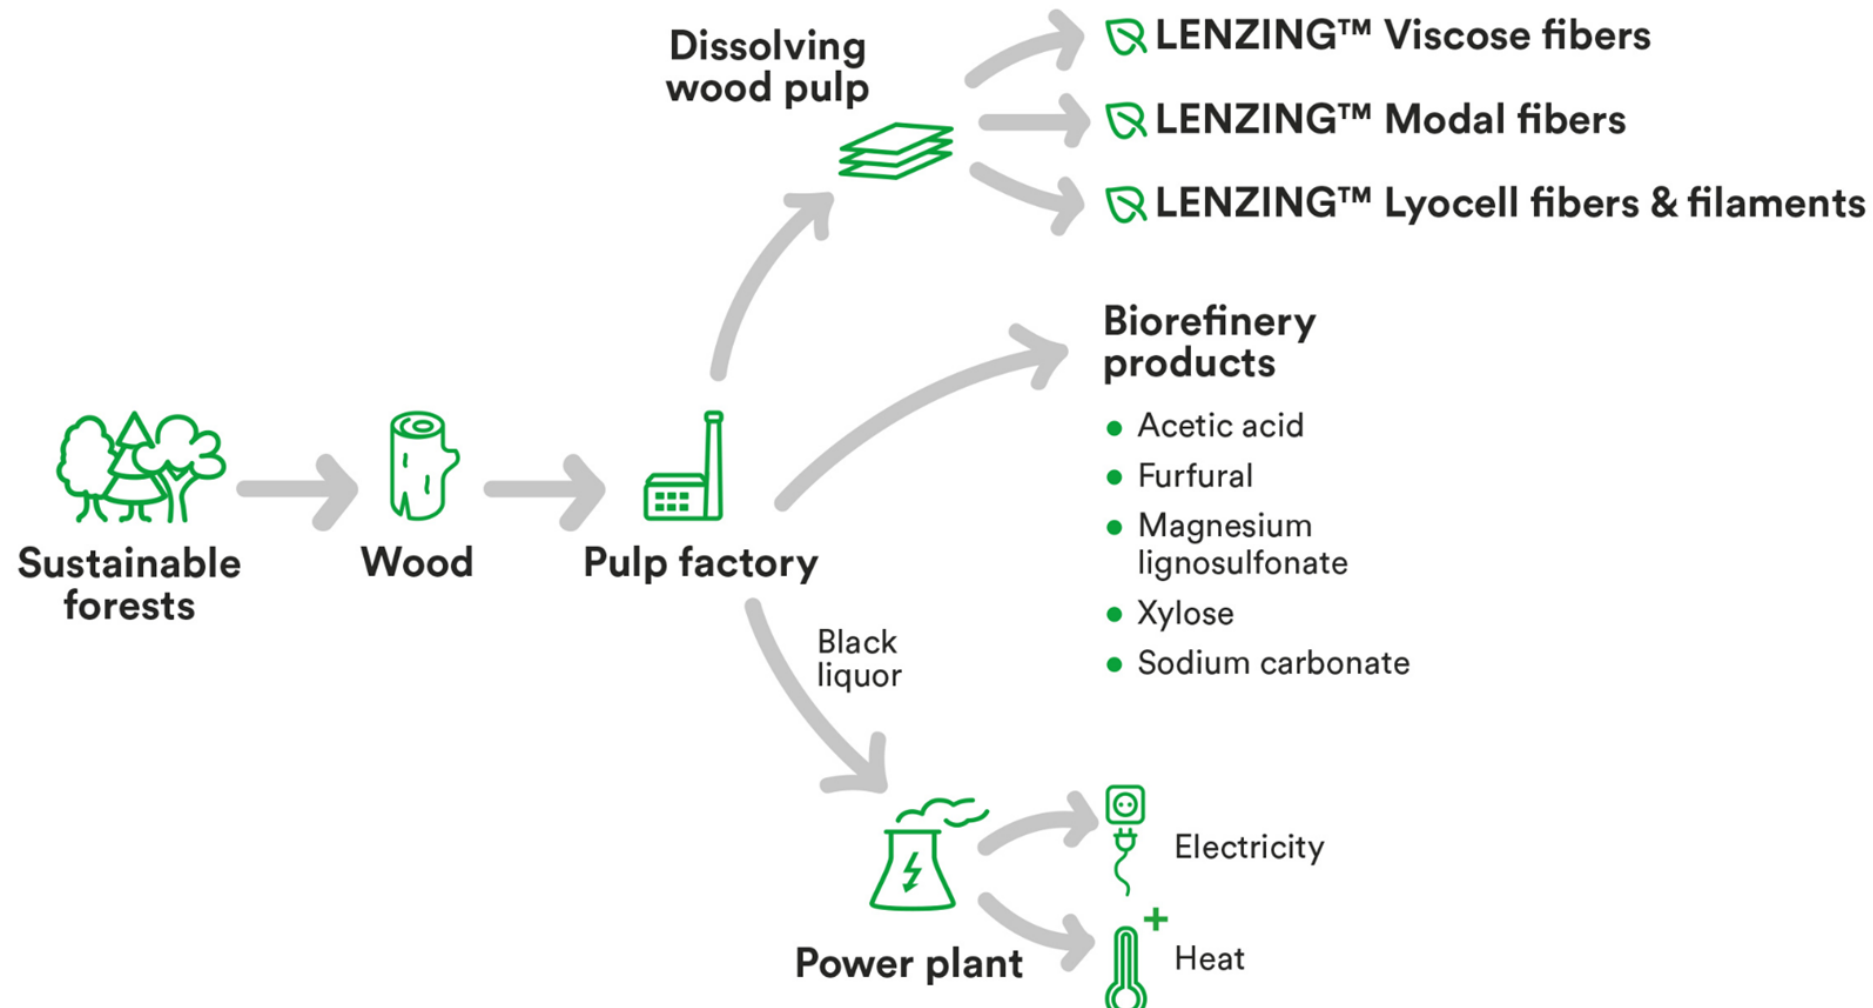 Dissolving
wood pulp
LENZING™ Viscose fibers
LENZING™ Modal fibers
LENZING™ Lyocell fibers & filaments
Biorefinery
products
Acetic acid
Furfural
Magnesium
lignosulfonate
Xylose
Sodium carbonate
Sustainable
forests
Wood
Pulp factory
Black
liquor
Power plant
Electricity
Heat